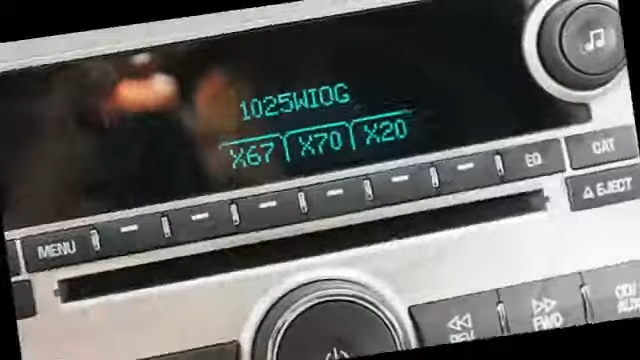 1025WIOG
X67 X70 X20
EQ CAT
MENU
▲ EJECT
REV FWD